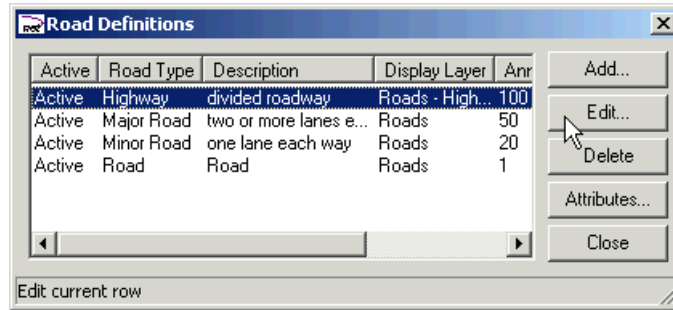 Road Definitions
Active Road Type Description Display Layer Anr
Active Highway divided roadway Roads - High... 100
Active Major Road two or more lanes e... Roads 50
Active Minor Road one lane each way Roads 20
Active Road Road Roads 1
Add...
Edit...
Delete
Attributes...
Close
Edit current row